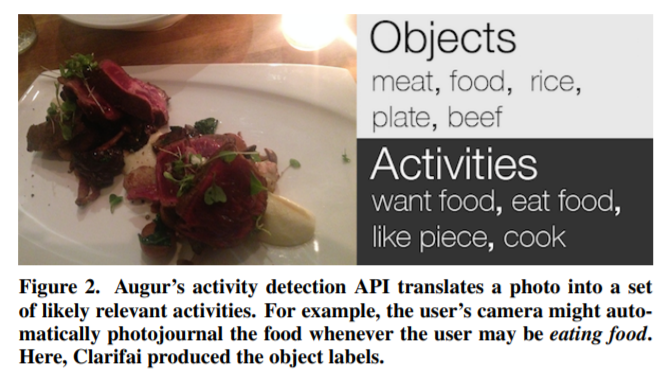 Objects
meat, food, rice,
plate, beef
Activities
want food, eat food,
like piece, cook
Figure 2. Augur's activity detection API translates a photo into a set
of likely relevant activities. For example, the user's camera might auto-
matically photojournal the food whenever the user may be eating food.
Here, Clarifai produced the object labels.